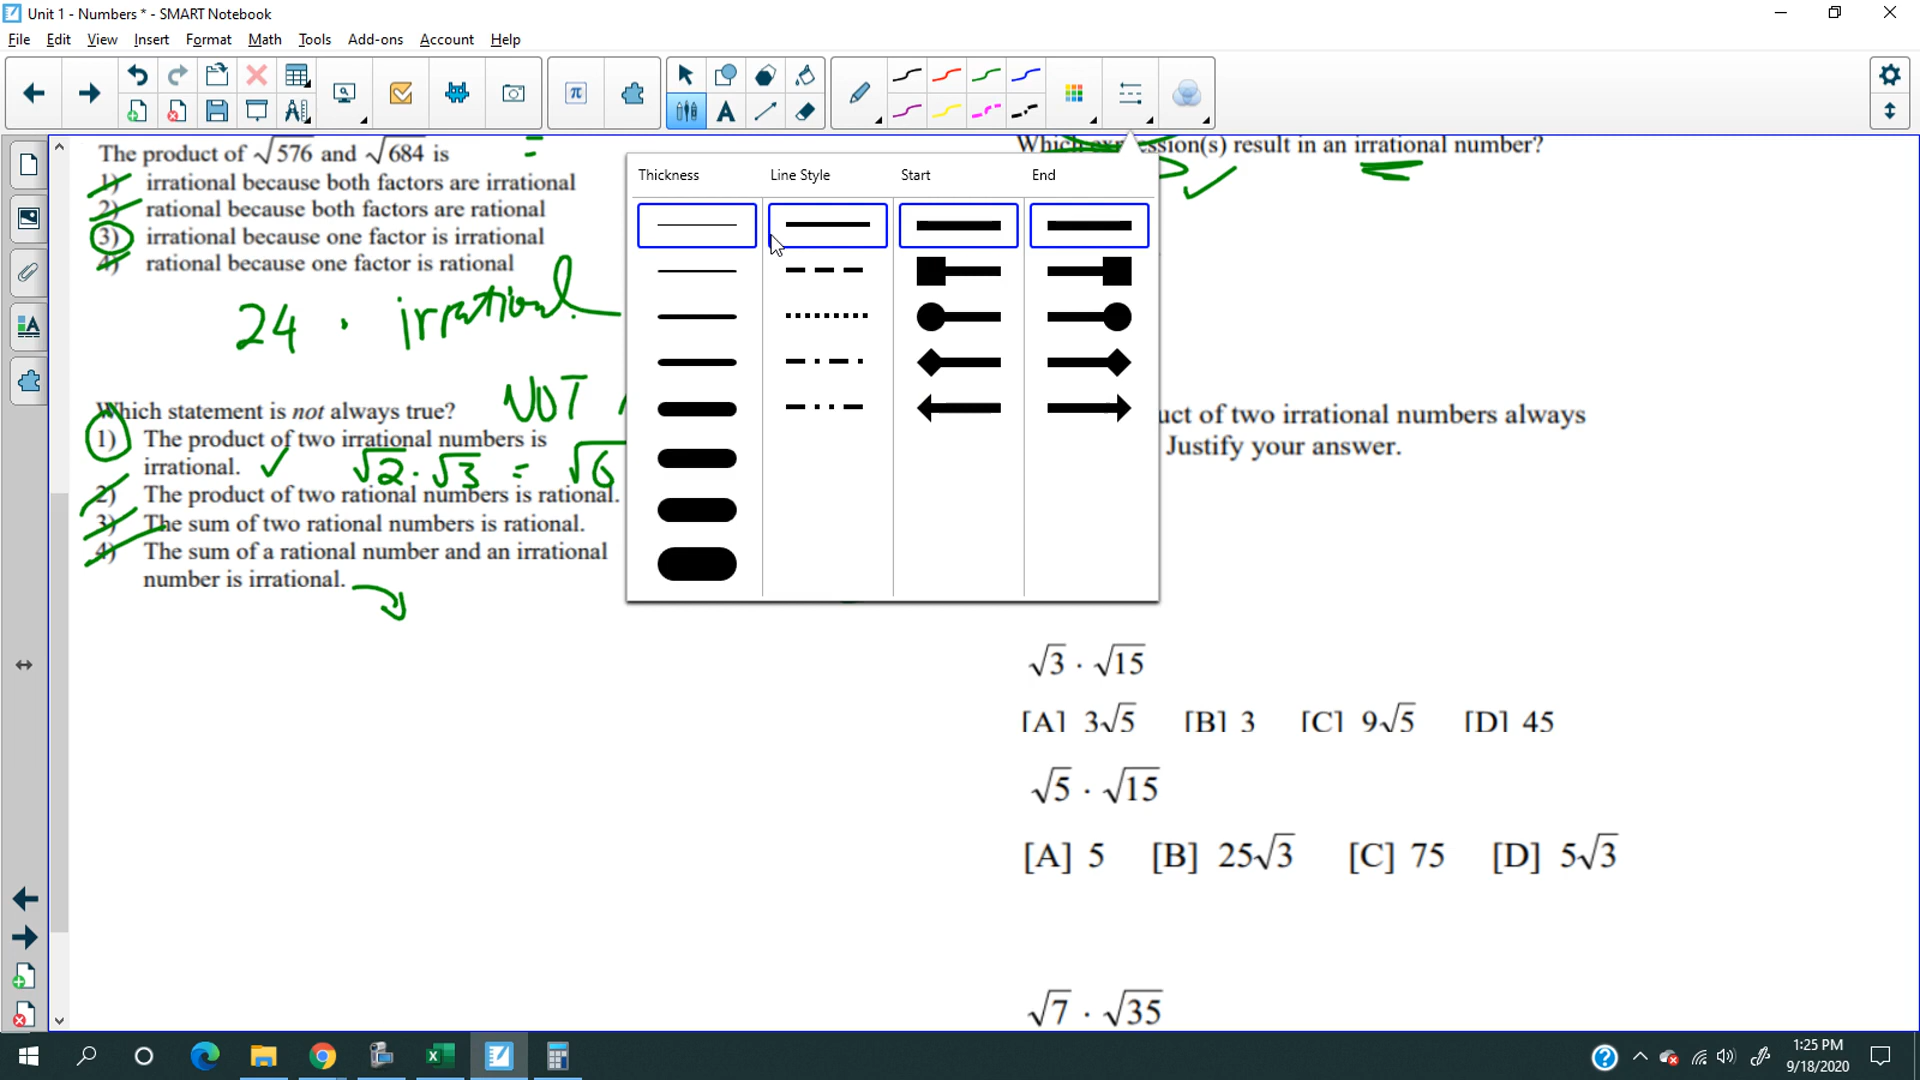 Unit 1 - Numbers * - SMART Notebook
File Edit View Insert Format Math Tools Add-ons Account Help
The product of √576 and √684 is =
1) irrational because both factors are irrational
2) rational because both factors are rational
3) irrational because one factor is irrational
4) rational because one factor is rational
24 · irrational
Which statement is not always true? NOT
1) The product of two irrational numbers is
irrational. ✓ √2 · √3 = √6
2) The product of two rational numbers is rational.
3) The sum of two rational numbers is rational.
4) The sum of a rational number and an irrational
number is irrational.
Thickness Line Style Start End
Which expression(s) result in an irrational number?
✓
uct of two irrational numbers always
Justify your answer.
√3 · √15
[A] 3√5 [B] 3 [C] 9√5 [D] 45
√5 · √15
[A] 5 [B] 25√3 [C] 75 [D] 5√3
√7 · √35
1:25 PM
9/18/2020